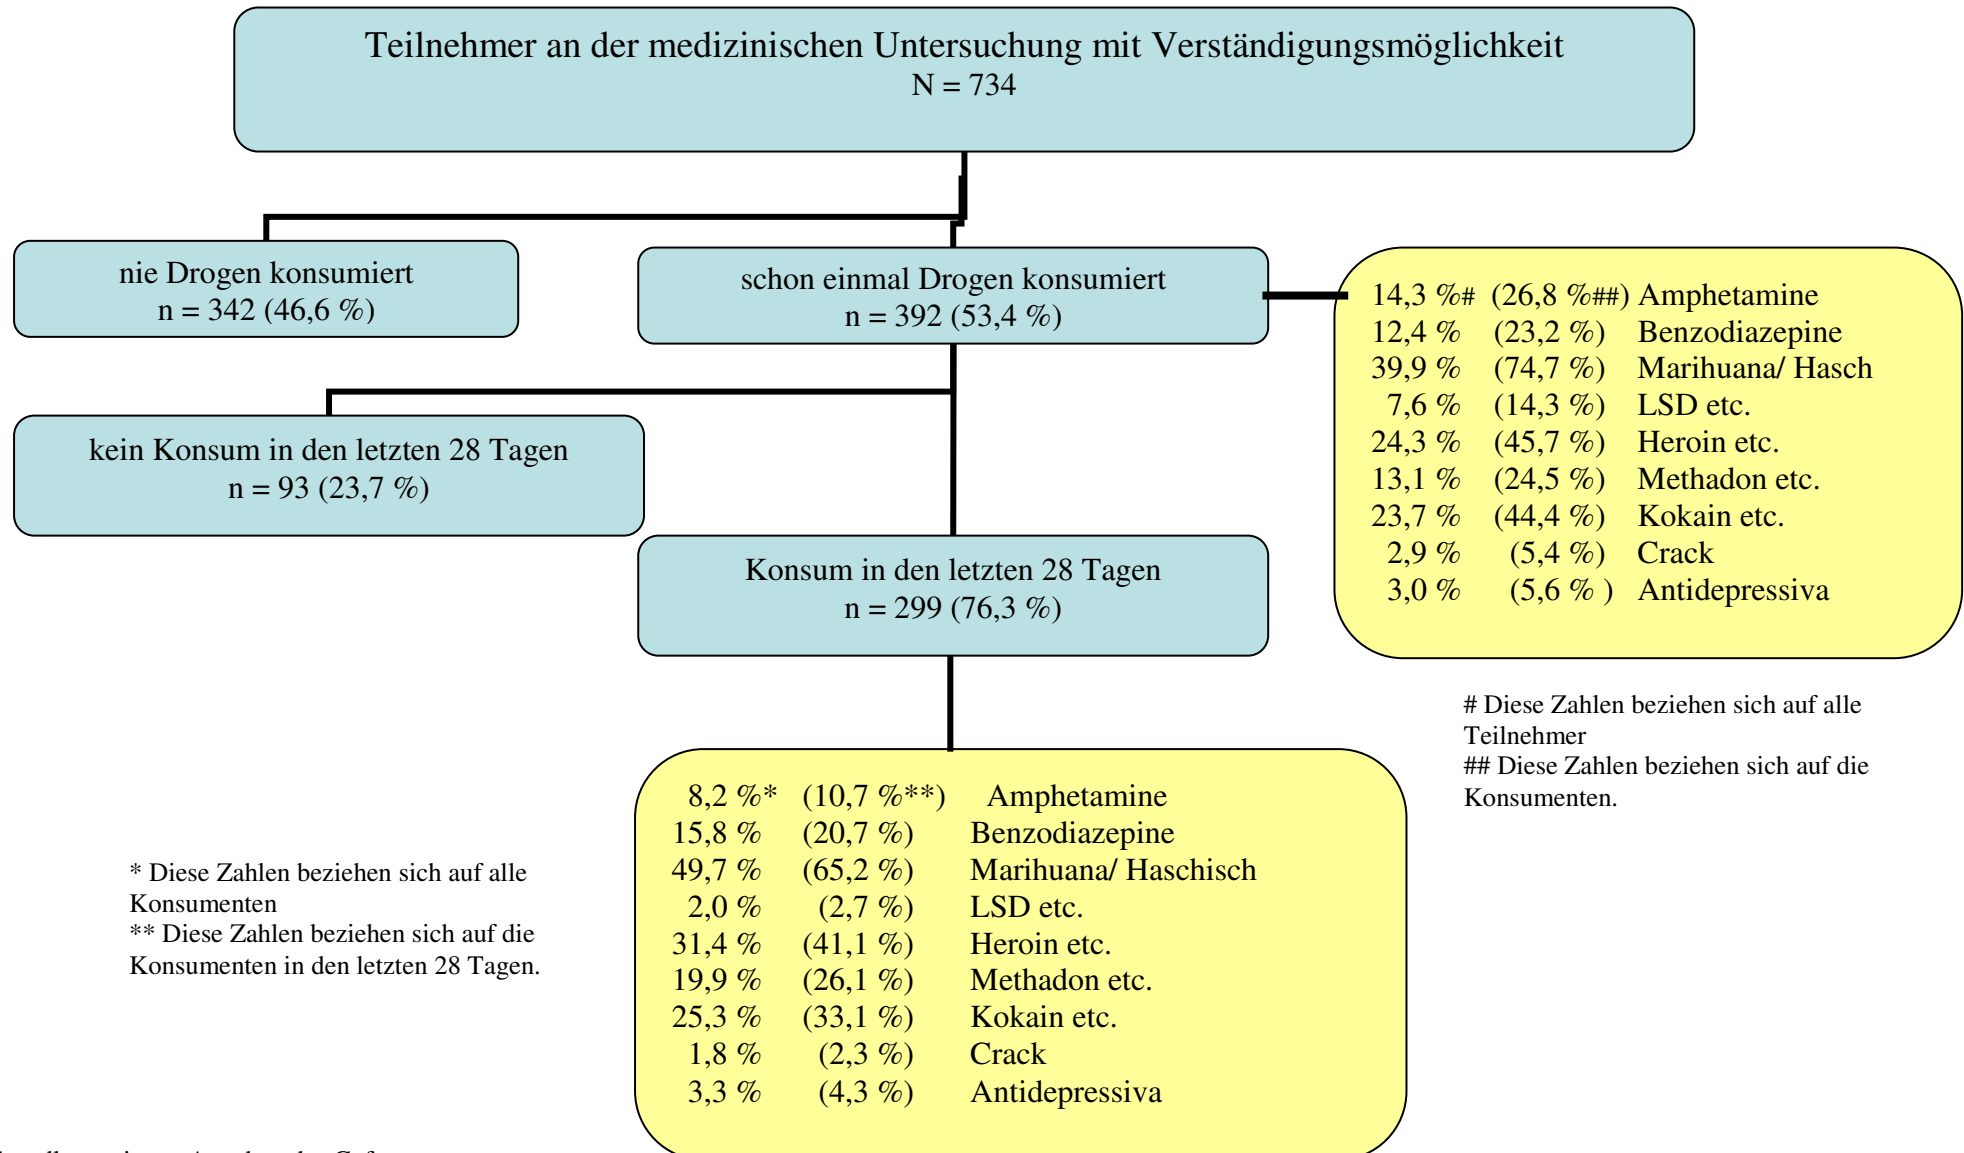 Teilnehmer an der medizinischen Untersuchung mit Verständigungsmöglichkeit
N = 734
nie Drogen konsumiert
n = 342 (46,6 %)
schon einmal Drogen konsumiert
n = 392 (53,4 %)
14,3 %# (26,8 %##) Amphetamine
12,4 % (23,2 %) Benzodiazepine
39,9 % (74,7 %) Marihuana/ Hasch
7,6 % (14,3 %) LSD etc.
24,3 % (45,7 %) Heroin etc.
13,1 % (24,5 %) Methadon etc.
23,7 % (44,4 %) Kokain etc.
2,9 % (5,4 %) Crack
3,0 % (5,6 % ) Antidepressiva
kein Konsum in den letzten 28 Tagen
n = 93 (23,7 %)
Konsum in den letzten 28 Tagen
n = 299 (76,3 %)
# Diese Zahlen beziehen sich auf alle
Teilnehmer
## Diese Zahlen beziehen sich auf die
Konsumenten.
8,2 %* (10,7 %**) Amphetamine
15,8 % (20,7 %) Benzodiazepine
49,7 % (65,2 %) Marihuana/ Haschisch
2,0 % (2,7 %) LSD etc.
31,4 % (41,1 %) Heroin etc.
19,9 % (26,1 %) Methadon etc.
25,3 % (33,1 %) Kokain etc.
1,8 % (2,3 %) Crack
3,3 % (4,3 %) Antidepressiva
* Diese Zahlen beziehen sich auf alle
Konsumenten
** Diese Zahlen beziehen sich auf die
Konsumenten in den letzten 28 Tagen.